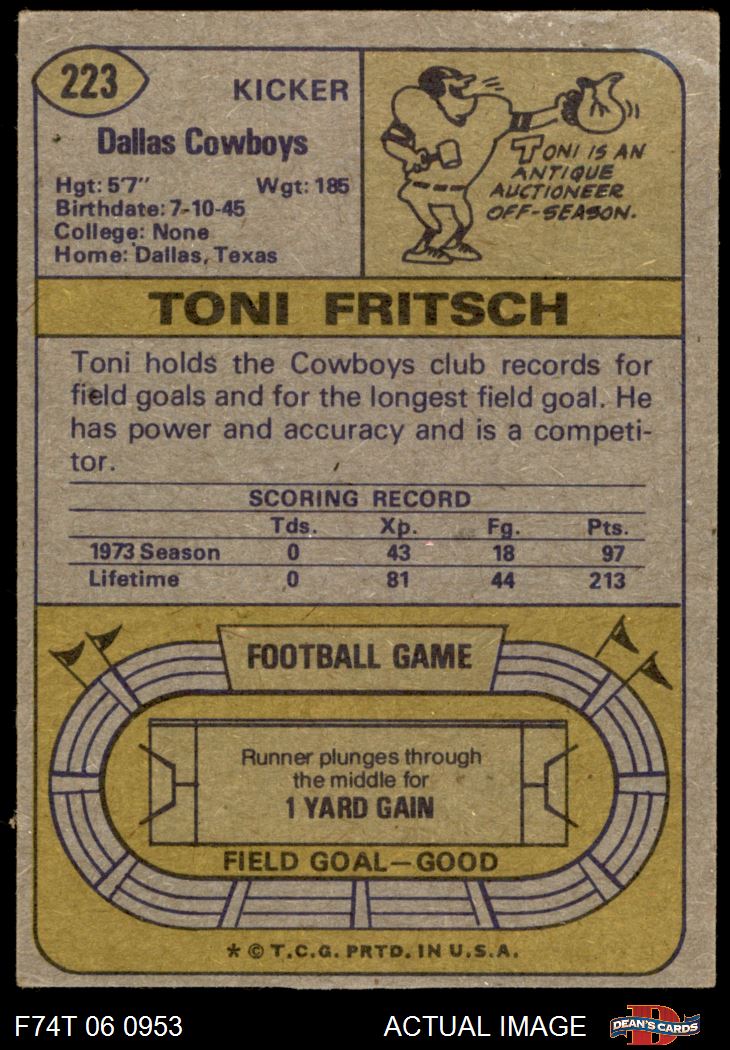 223
KICKER
Dallas Cowboys
Hgt: 5'7" Wgt: 185
Birthdate: 7-10-45
College: None
Home: Dallas, Texas
TONI IS AN
ANTIQUE
AUCTIONEER
OFF-SEASON.
TONI FRITSCH
Toni holds the Cowboys club records for
field goals and for the longest field goal. He
has power and accuracy and is a competi-
tor.
SCORING RECORD
Tds. Xp. Fg. Pts.
1973 Season 0 43 18 97
Lifetime 0 81 44 213
FOOTBALL GAME
Runner plunges through
the middle for
1 YARD GAIN
FIELD GOAL—GOOD
* © T.C.G. PRTD. IN U.S.A.
F74T 06 0953 ACTUAL IMAGE
D
DEAN'S CARDS